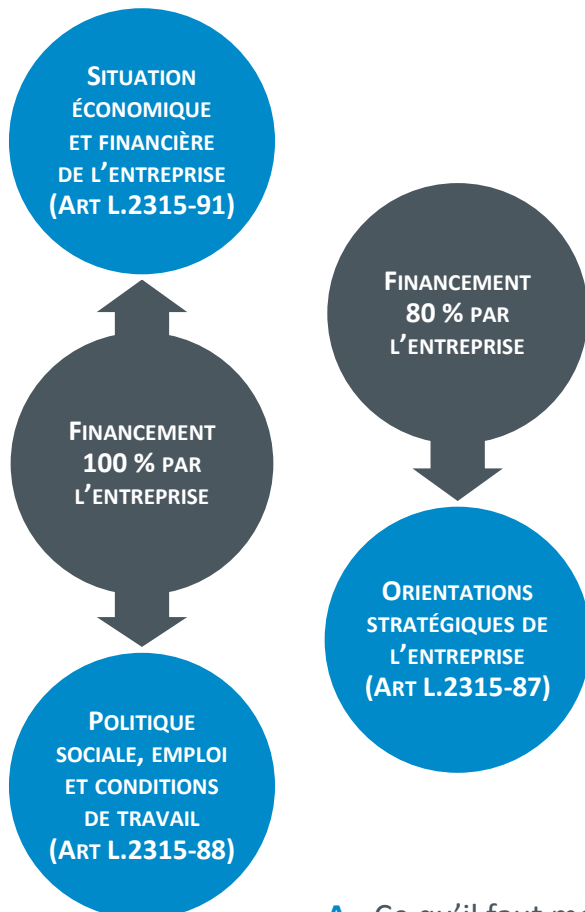 SITUATION
ÉCONOMIQUE
ET FINANCIÈRE
DE L'ENTREPRISE
(ART L.2315-91)
FINANCEMENT
100 % PAR
L'ENTREPRISE
POLITIQUE
SOCIALE, EMPLOI
ET CONDITIONS
DE TRAVAIL
(ART L.2315-88)
FINANCEMENT
80 % PAR
L'ENTREPRISE
ORIENTATIONS
STRATÉGIQUES DE
L'ENTREPRISE
(ART L.2315-87)